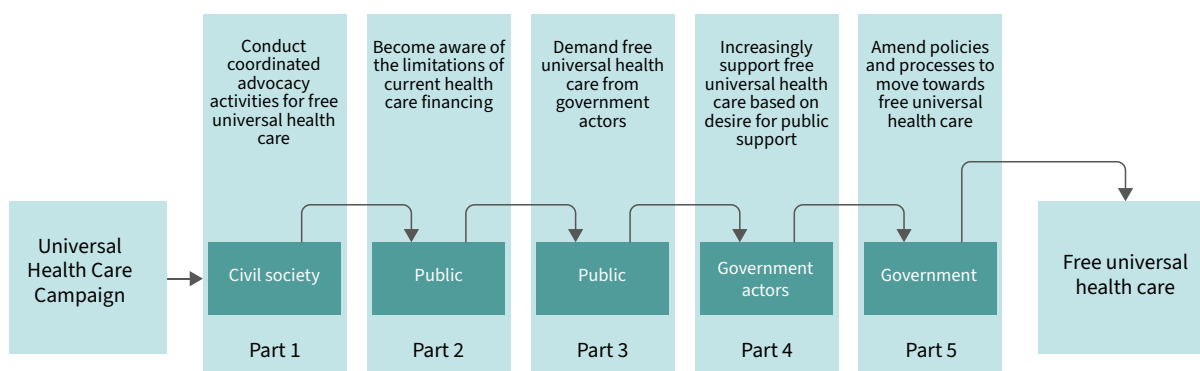 Conduct
coordinated
advocacy
activities for free
universal health
care
Become aware of
the limitations of
current health
care financing
Demand free
universal health
care from
government
actors
Increasingly
support free
universal health
care based on
desire for public
support
Amend policies
and processes to
move towards
free universal
health care
Universal
Health Care
Campaign
Civil society
Public
Public
Government
actors
Government
Free universal
health care
Part 1
Part 2
Part 3
Part 4
Part 5